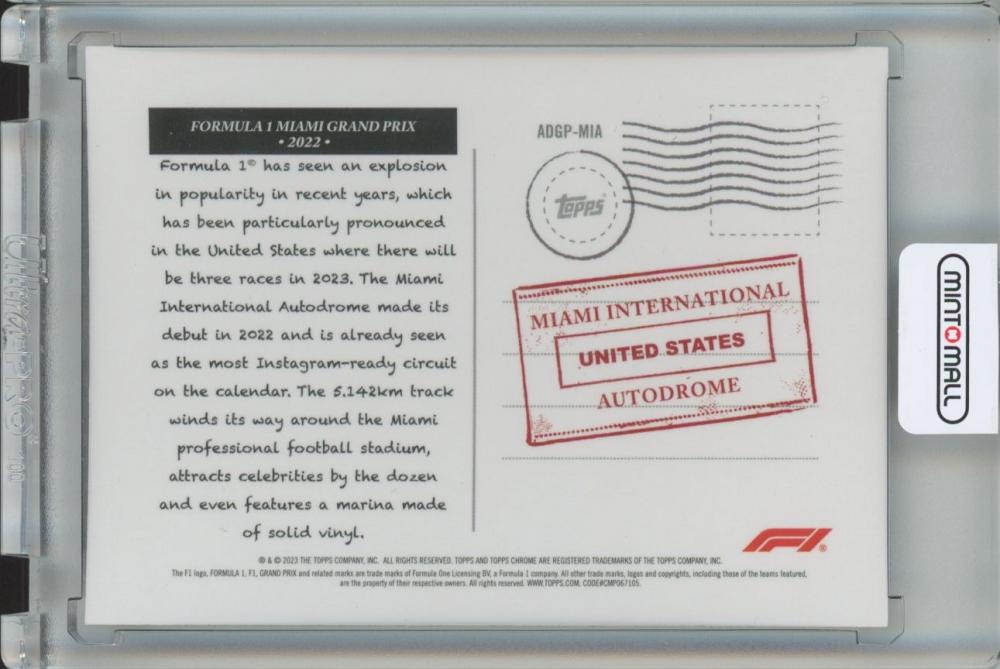 FORMULA 1 MIAMI GRAND PRIX
• 2022 •
Formula 1® has seen an explosion
in popularity in recent years, which
has been particularly pronounced
in the United States where there will
be three races in 2023. The Miami
International Autodrome made its
debut in 2022 and is already seen
as the most Instagram-ready circuit
on the calendar. The 5.142km track
winds its way around the Miami
professional football stadium,
attracts celebrities by the dozen
and even features a marina made
of solid vinyl.
ADGP-MIA
Topps
MIAMI INTERNATIONAL
UNITED STATES
AUTODROME
F1®
® & © 2023 THE TOPPS COMPANY, INC. ALL RIGHTS RESERVED. TOPPS AND TOPPS CHROME ARE REGISTERED TRADEMARKS OF THE TOPPS COMPANY, INC.
The F1 logo, FORMULA 1, F1, GRAND PRIX and related marks are trade marks of Formula One Licensing BV, a Formula 1 company. All other trade marks, logos and copyrights, including those of the teams featured,
are the property of their respective owners. All rights reserved. WWW.TOPPS.COM. CODE#CMP067105.
MINT MALL
UltraPRO
100